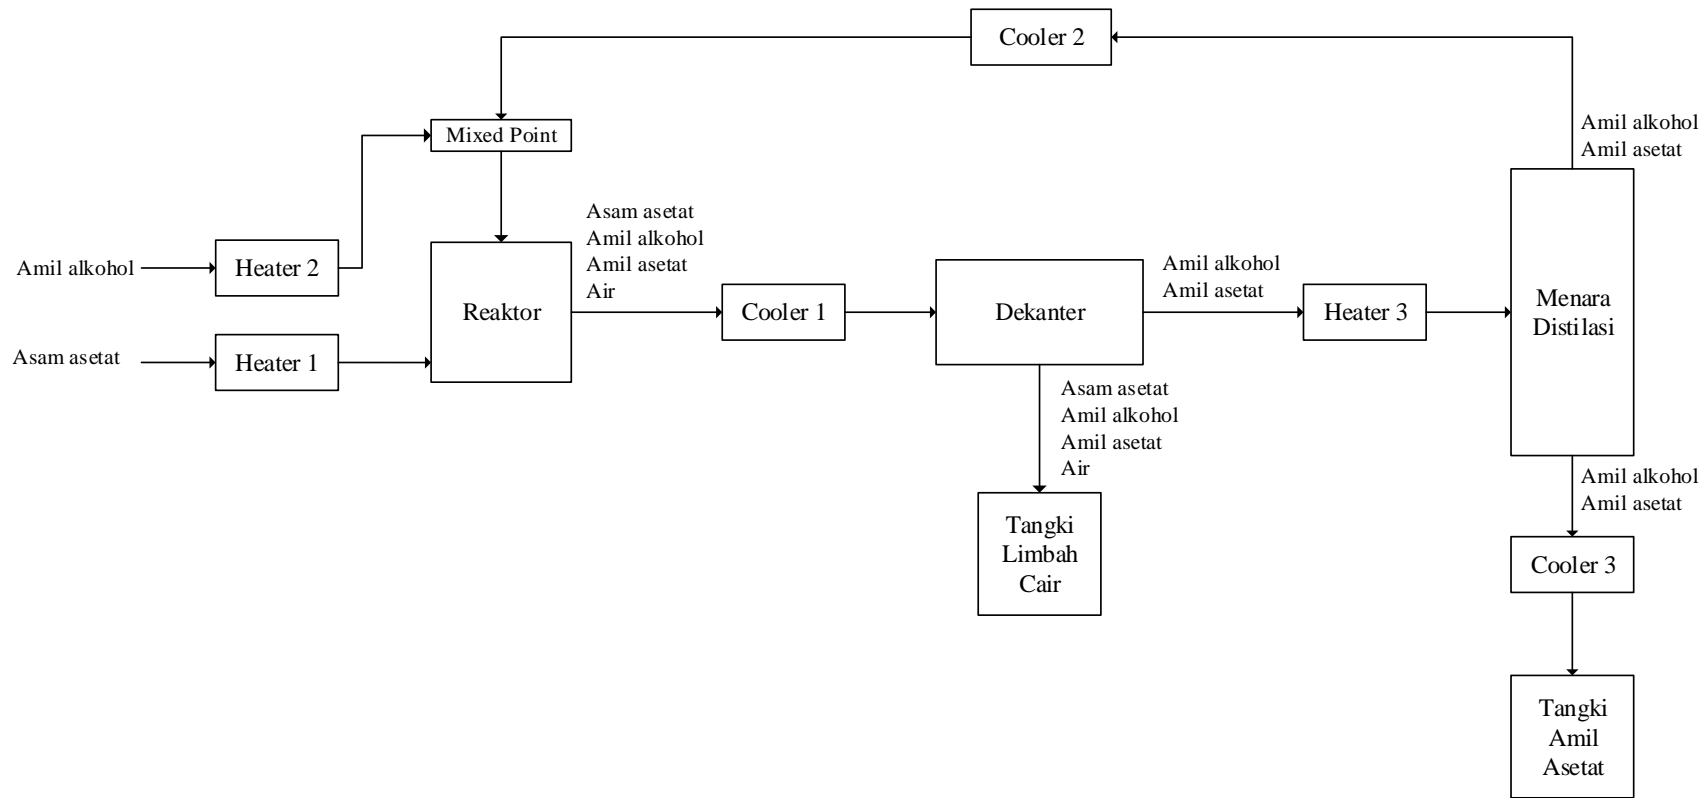 Cooler 2
Amil alkohol
Amil asetat
Mixed Point
Asam asetat
Amil alkohol
Amil asetat
Air
Amil alkohol
Heater 2
Reaktor
Cooler 1
Dekanter
Amil alkohol
Amil asetat
Heater 3
Menara
Distilasi
Asam asetat
Heater 1
Asam asetat
Amil alkohol
Amil asetat
Air
Amil alkohol
Amil asetat
Tangki
Limbah
Cair
Cooler 3
Tangki
Amil
Asetat